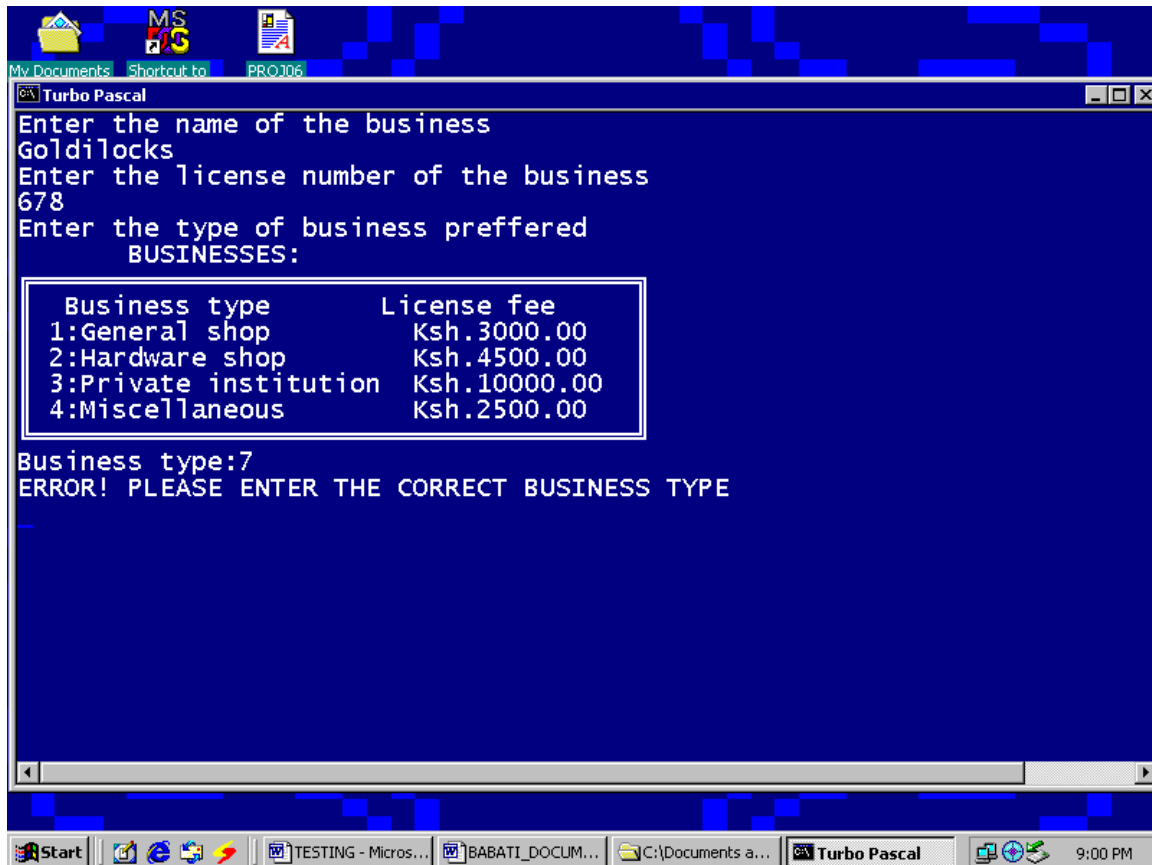 MS
My Documents Shortcut to PROJ06
Turbo Pascal
Enter the name of the business
Goldilocks
Enter the license number of the business
678
Enter the type of business preffered
BUSINESSES:
Business type License fee
1:General shop Ksh.3000.00
2:Hardware shop Ksh.4500.00
3:Private institution Ksh.10000.00
4:Miscellaneous Ksh.2500.00
Business type:7
ERROR! PLEASE ENTER THE CORRECT BUSINESS TYPE
Start TESTING - Micros... BABATI_DOCUM... C:\Documents a... Turbo Pascal 9:00 PM